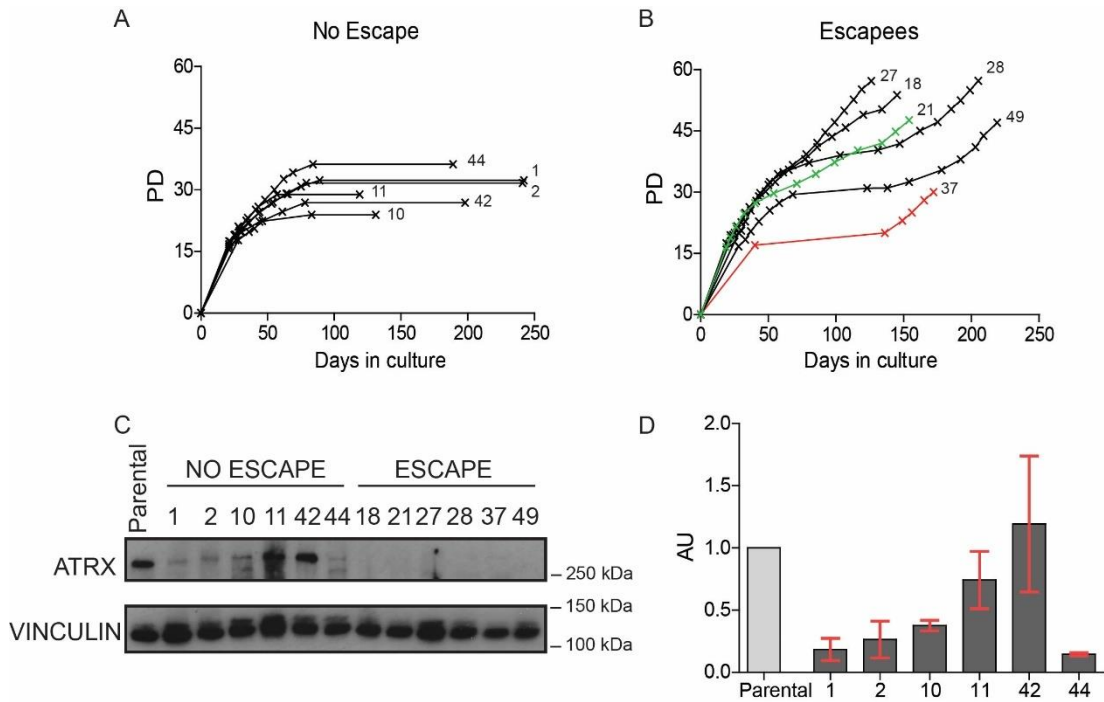 A
No Escape
60
45
30
15
0
PD
44
1
2
11
42
10
0 50 100 150 200 250
Days in culture
B
Escapees
60
45
30
15
0
PD
27
18
28
21
49
37
0 50 100 150 200 250
Days in culture
C
Parental
NO ESCAPE ESCAPE
1 2 10 11 42 44 18 21 27 28 37 49
ATRX
250 kDa
150 kDa
VINCULIN
100 kDa
D
2.0
1.5
1.0
0.5
0.0
AU
Parental 1 2 10 11 42 44